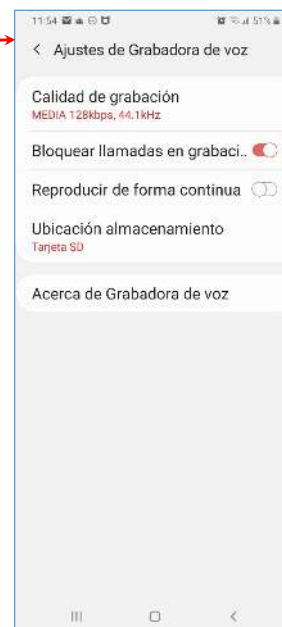 11:54 51%
Ajustes de Grabadora de voz
Calidad de grabación
MEDIA 128kbps, 44.1kHz
Bloquear llamadas en grabaci..
Reproducir de forma continua
Ubicación almacenamiento
Tarjeta SD
Acerca de Grabadora de voz